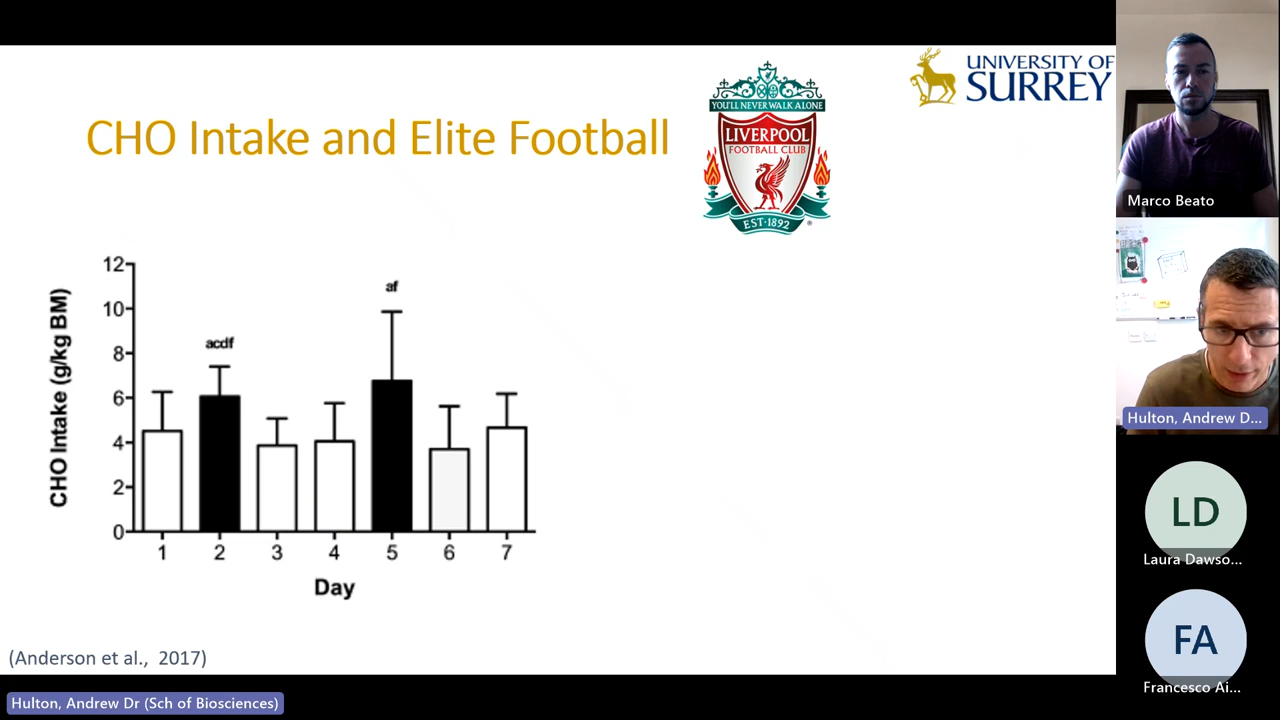 CHO Intake and Elite Football
YOU'LL NEVER WALK ALONE
LIVERPOOL
FOOTBALL CLUB
EST·1892
®
UNIVERSITY OF
SURREY
CHO Intake (g/kg BM)
12
10
8
6
4
2
0
acdf
af
1 2 3 4 5 6 7
Day
(Anderson et al., 2017)
Hulton, Andrew Dr (Sch of Biosciences)
Marco Beato
Hulton, Andrew D...
LD
Laura Dawso...
FA
Francesco Ai...